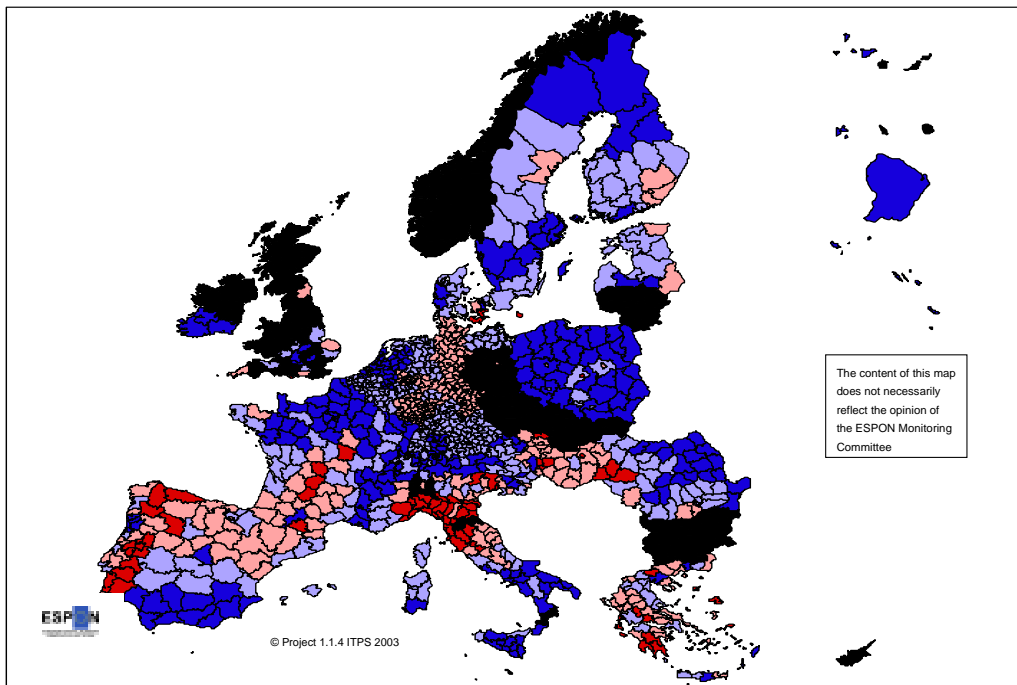 The content of this map
does not necessarily
reflect the opinion of
the ESPON Monitoring
Committee
ESPON
© Project 1.1.4 ITPS 2003